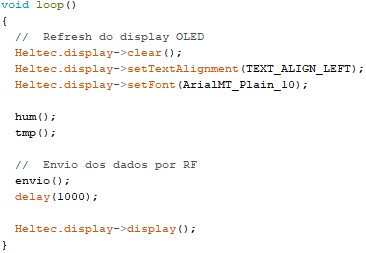 void loop()
{
  //  Refresh do display OLED
  Heltec.display->clear();
  Heltec.display->setTextAlignment(TEXT_ALIGN_LEFT);
  Heltec.display->setFont(ArialMT_Plain_10);

  hum();
  tmp();

  //  Envio dos dados por RF
  envio();
  delay(1000);

  Heltec.display->display();
}